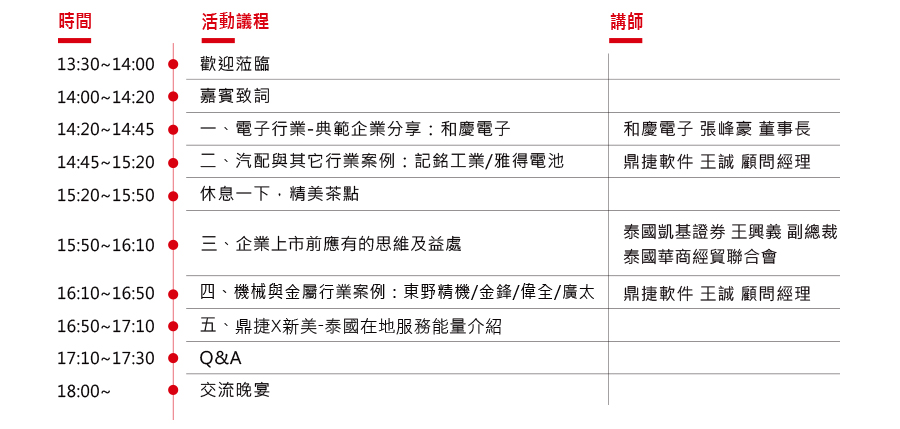 時間 活動議程 講師
13:30~14:00 歡迎蒞臨
14:00~14:20 嘉賓致詞
14:20~14:45 一、電子行業-典範企業分享：和慶電子 和慶電子 張峰豪 董事長
14:45~15:20 二、汽配與其它行業案例：記銘工業/雅得電池 鼎捷軟件 王誠 顧問經理
15:20~15:50 休息一下，精美茶點
15:50~16:10 三、企業上市前應有的思維及益處 泰國凱基證券 王興義 副總裁
泰國華商經貿聯合會
16:10~16:50 四、機械與金屬行業案例：東野精機/金鋒/偉全/廣太 鼎捷軟件 王誠 顧問經理
16:50~17:10 五、鼎捷X新美-泰國在地服務能量介紹
17:10~17:30 Q&A
18:00~ 交流晚宴